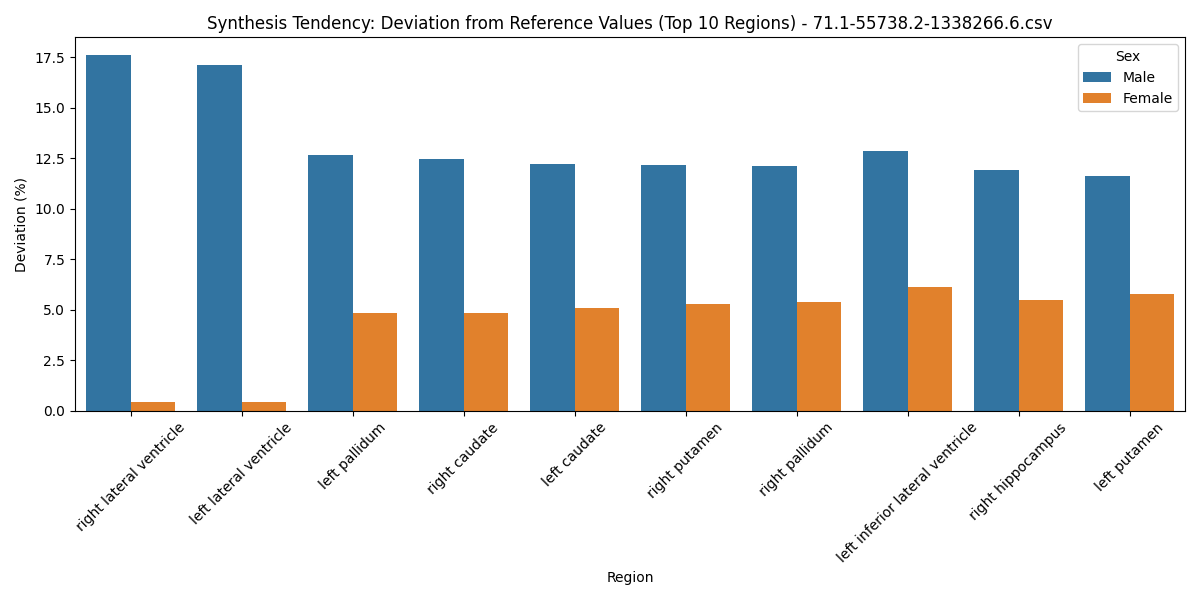 Synthesis Tendency: Deviation from Reference Values (Top 10 Regions) - 71.1-55738.2-1338266.6.csv
Sex
Male
Female
17.5
15.0
12.5
10.0
7.5
5.0
2.5
0.0
Deviation (%)
right lateral ventricle
left lateral ventricle
left pallidum
right caudate
left caudate
right putamen
right pallidum
left inferior lateral ventricle
right hippocampus
left putamen
Region